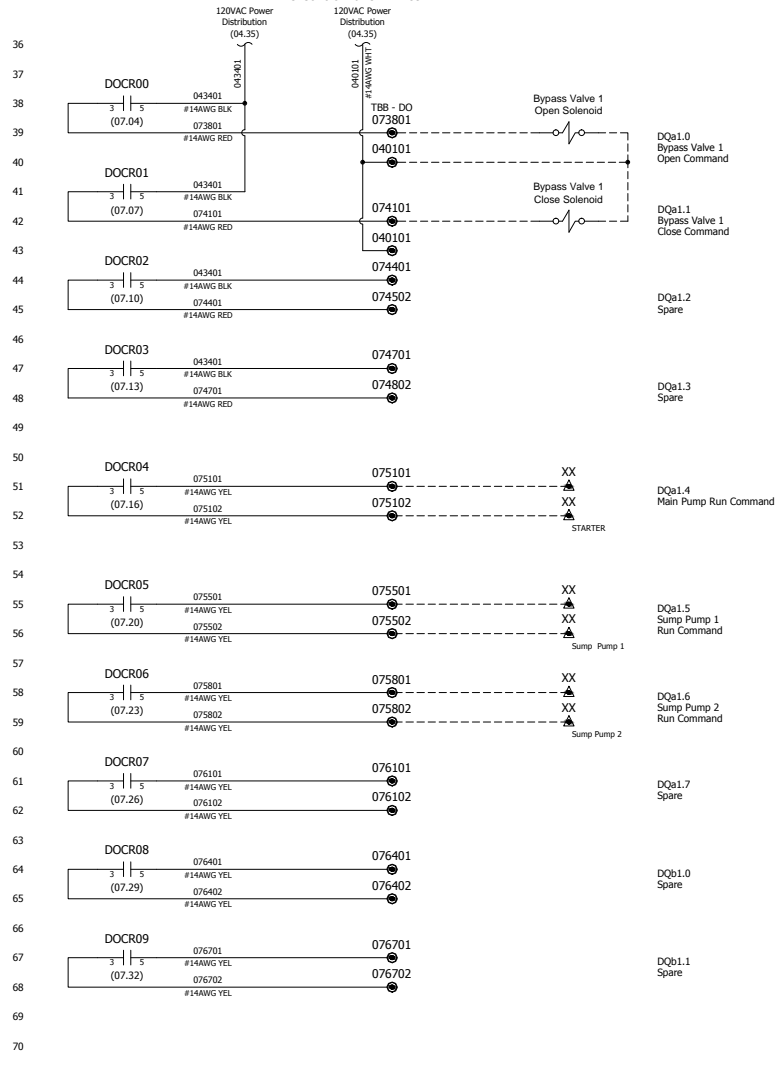 120VAC Power
Distribution
(04.35)
120VAC Power
Distribution
(04.35)
36
37
043401
040101
#14AWG WHT
DOCR00
38
3 5
043401
#14AWG BLK
TBB - DO
073801
Bypass Valve 1
Open Solenoid
(07.04)
39
073801
#14AWG RED
DQa1.0
Bypass Valve 1
Open Command
40
040101
DOCR01
41
3 5
043401
#14AWG BLK
Bypass Valve 1
Close Solenoid
(07.07)
42
074101
#14AWG RED
074101
DQa1.1
Bypass Valve 1
Close Command
43
040101
DOCR02
44
3 5
043401
#14AWG BLK
074401
(07.10)
45
074401
#14AWG RED
074502
DQa1.2
Spare
46
DOCR03
47
3 5
043401
#14AWG BLK
074701
(07.13)
48
074701
#14AWG RED
074802
DQa1.3
Spare
49
50
DOCR04
51
3 5
075101
#14AWG YEL
075101
XX
(07.16)
52
075102
#14AWG YEL
075102
XX
STARTER
DQa1.4
Main Pump Run Command
53
54
DOCR05
55
3 5
075501
#14AWG YEL
075501
XX
(07.20)
56
075502
#14AWG YEL
075502
XX
Sump Pump 1
DQa1.5
Sump Pump 1
Run Command
57
DOCR06
58
3 5
075801
#14AWG YEL
075801
XX
(07.23)
59
075802
#14AWG YEL
075802
XX
Sump Pump 2
DQa1.6
Sump Pump 2
Run Command
60
DOCR07
61
3 5
076101
#14AWG YEL
076101
(07.26)
62
076102
#14AWG YEL
076102
DQa1.7
Spare
63
DOCR08
64
3 5
076401
#14AWG YEL
076401
(07.29)
65
076402
#14AWG YEL
076402
DQb1.0
Spare
66
DOCR09
67
3 5
076701
#14AWG YEL
076701
(07.32)
68
076702
#14AWG YEL
076702
DQb1.1
Spare
69
70